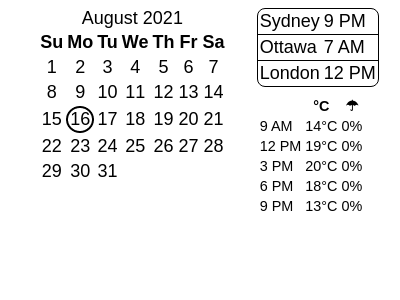 August 2021
Su Mo Tu We Th Fr Sa
1 2 3 4 5 6 7
8 9 10 11 12 13 14
15 16 17 18 19 20 21
22 23 24 25 26 27 28
29 30 31
Sydney 9 PM
Ottawa 7 AM
London 12 PM
°C ☂
9 AM 14°C 0%
12 PM 19°C 0%
3 PM 20°C 0%
6 PM 18°C 0%
9 PM 13°C 0%